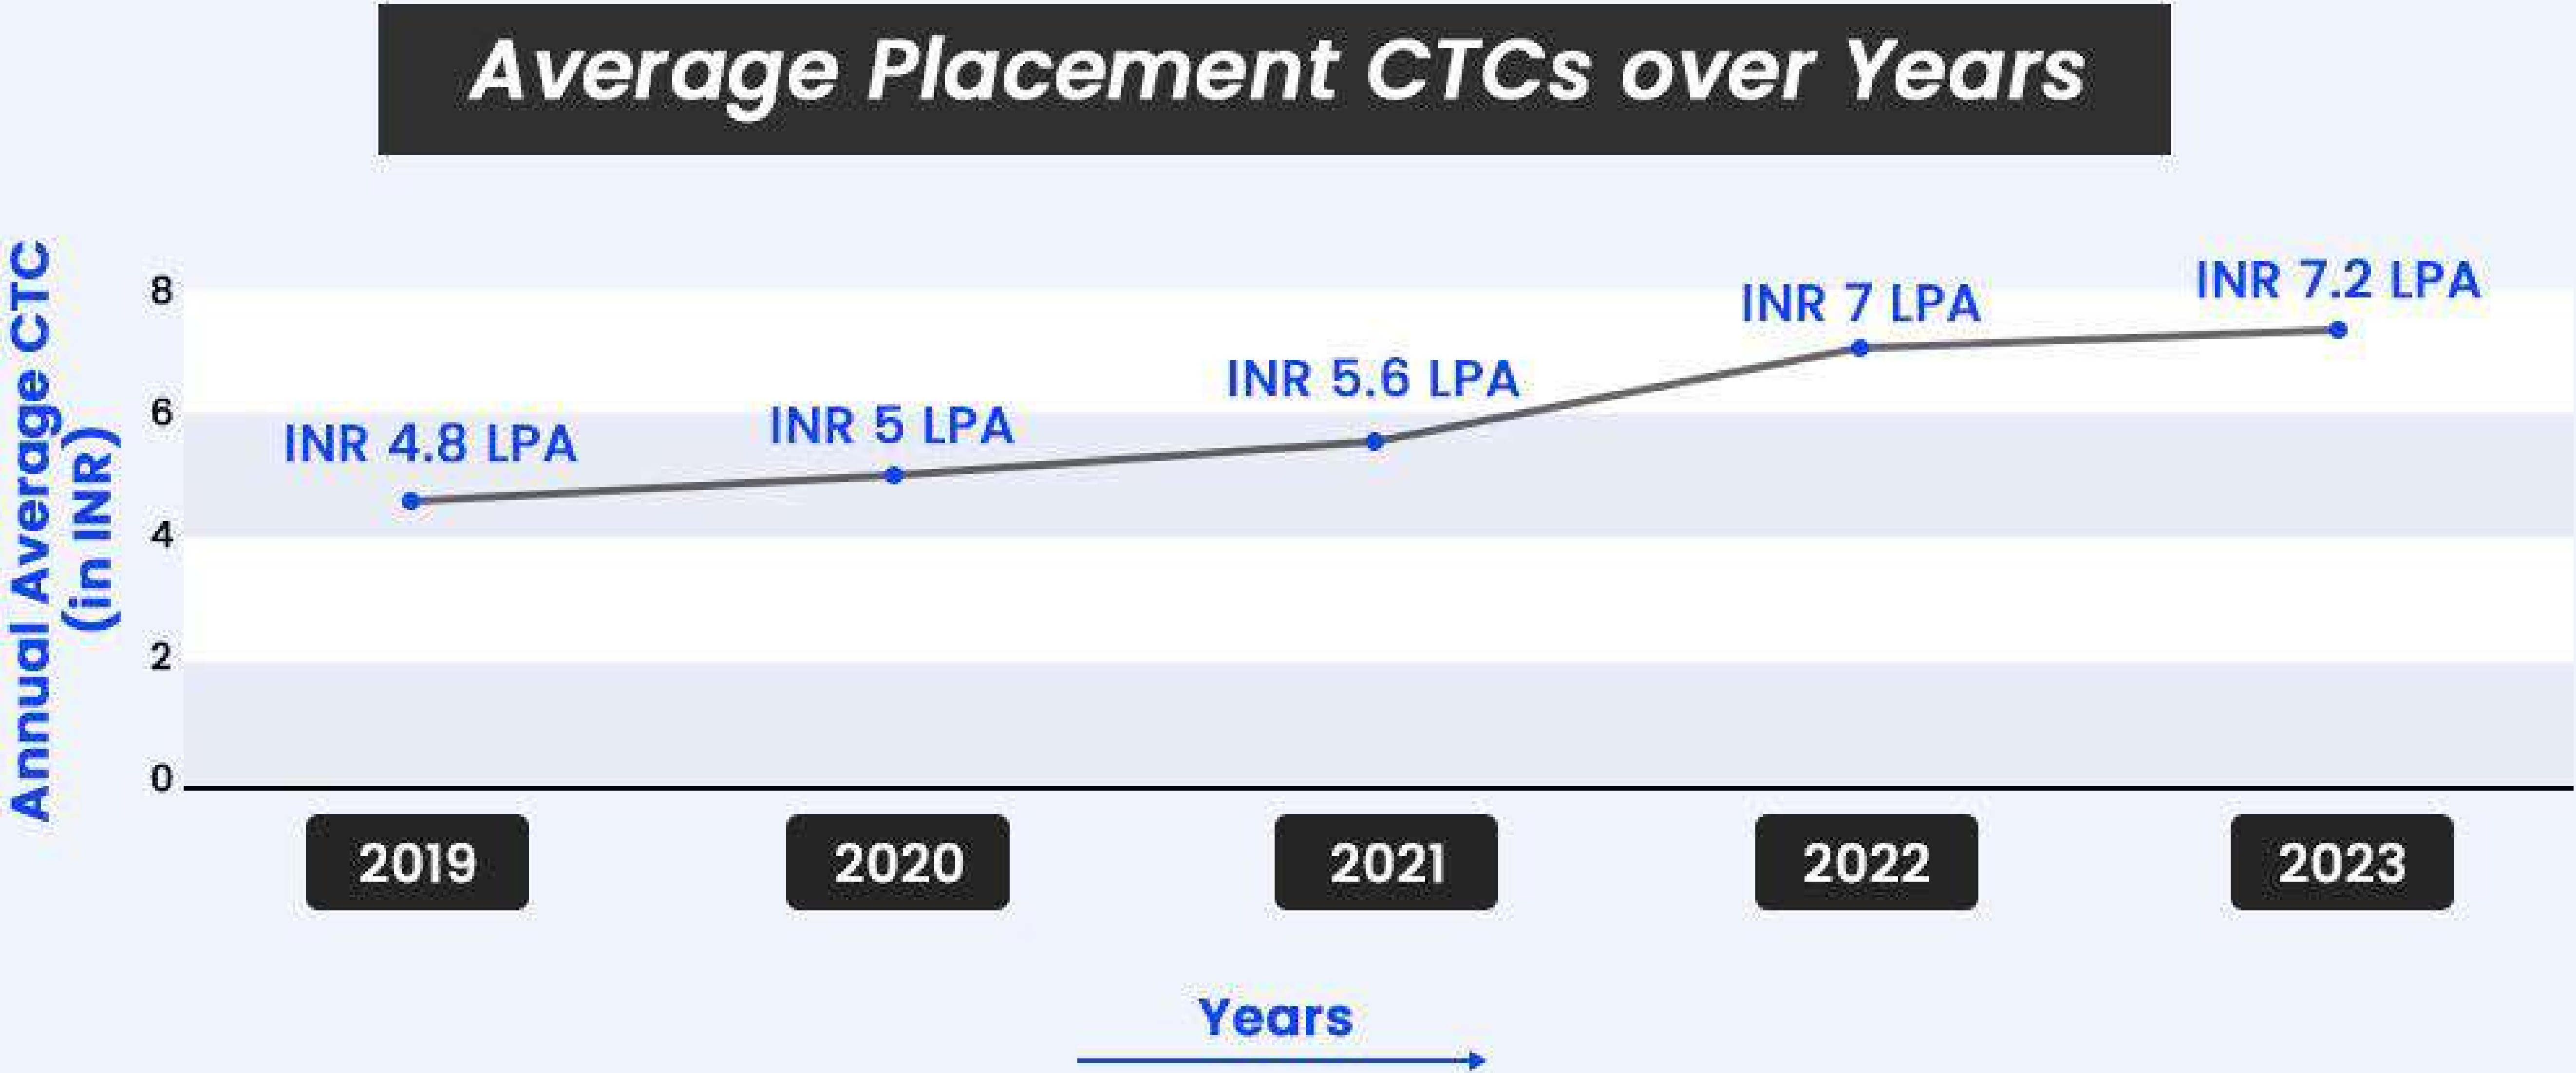 Average Placement CTCs over Years
Annual Average CTC
(in INR)
8
6
4
2
0
INR 4.8 LPA
INR 5 LPA
INR 5.6 LPA
INR 7 LPA
INR 7.2 LPA
2019
2020
2021
2022
2023
Years